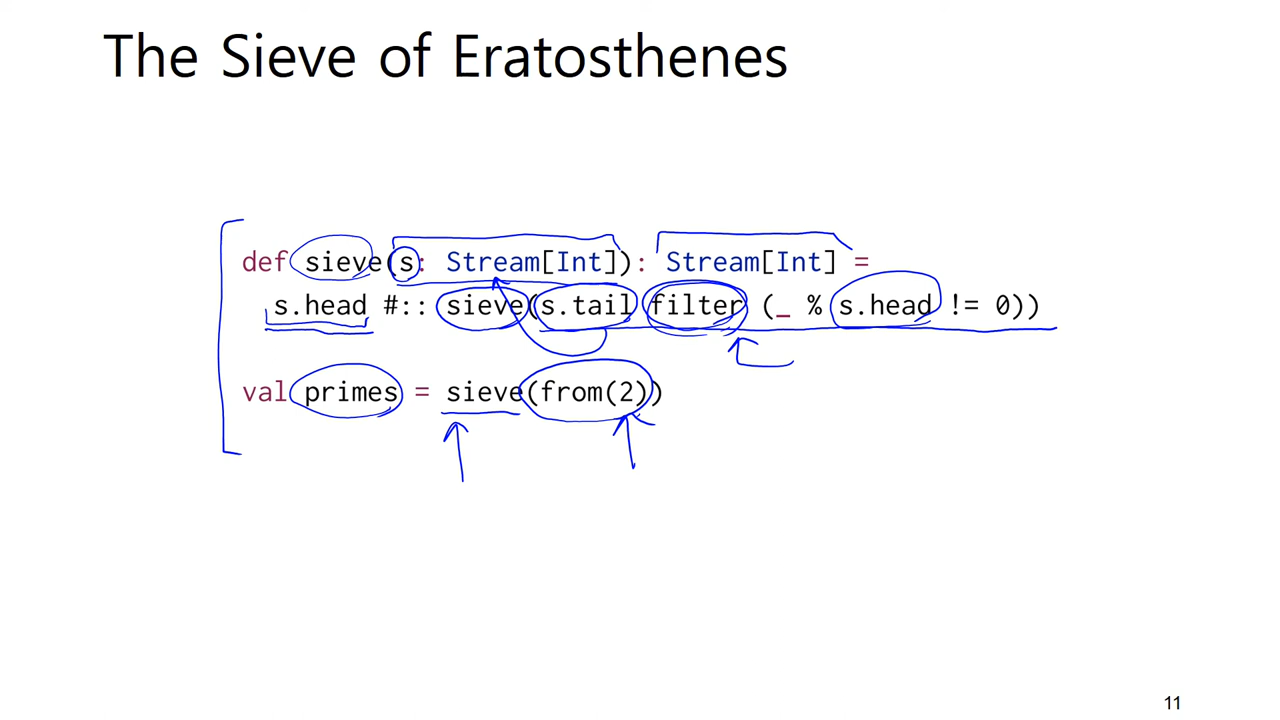 The Sieve of Eratosthenes
def sieve(s: Stream[Int]): Stream[Int] =
s.head #:: sieve(s.tail filter (_ % s.head != 0))
val primes = sieve(from(2))
11